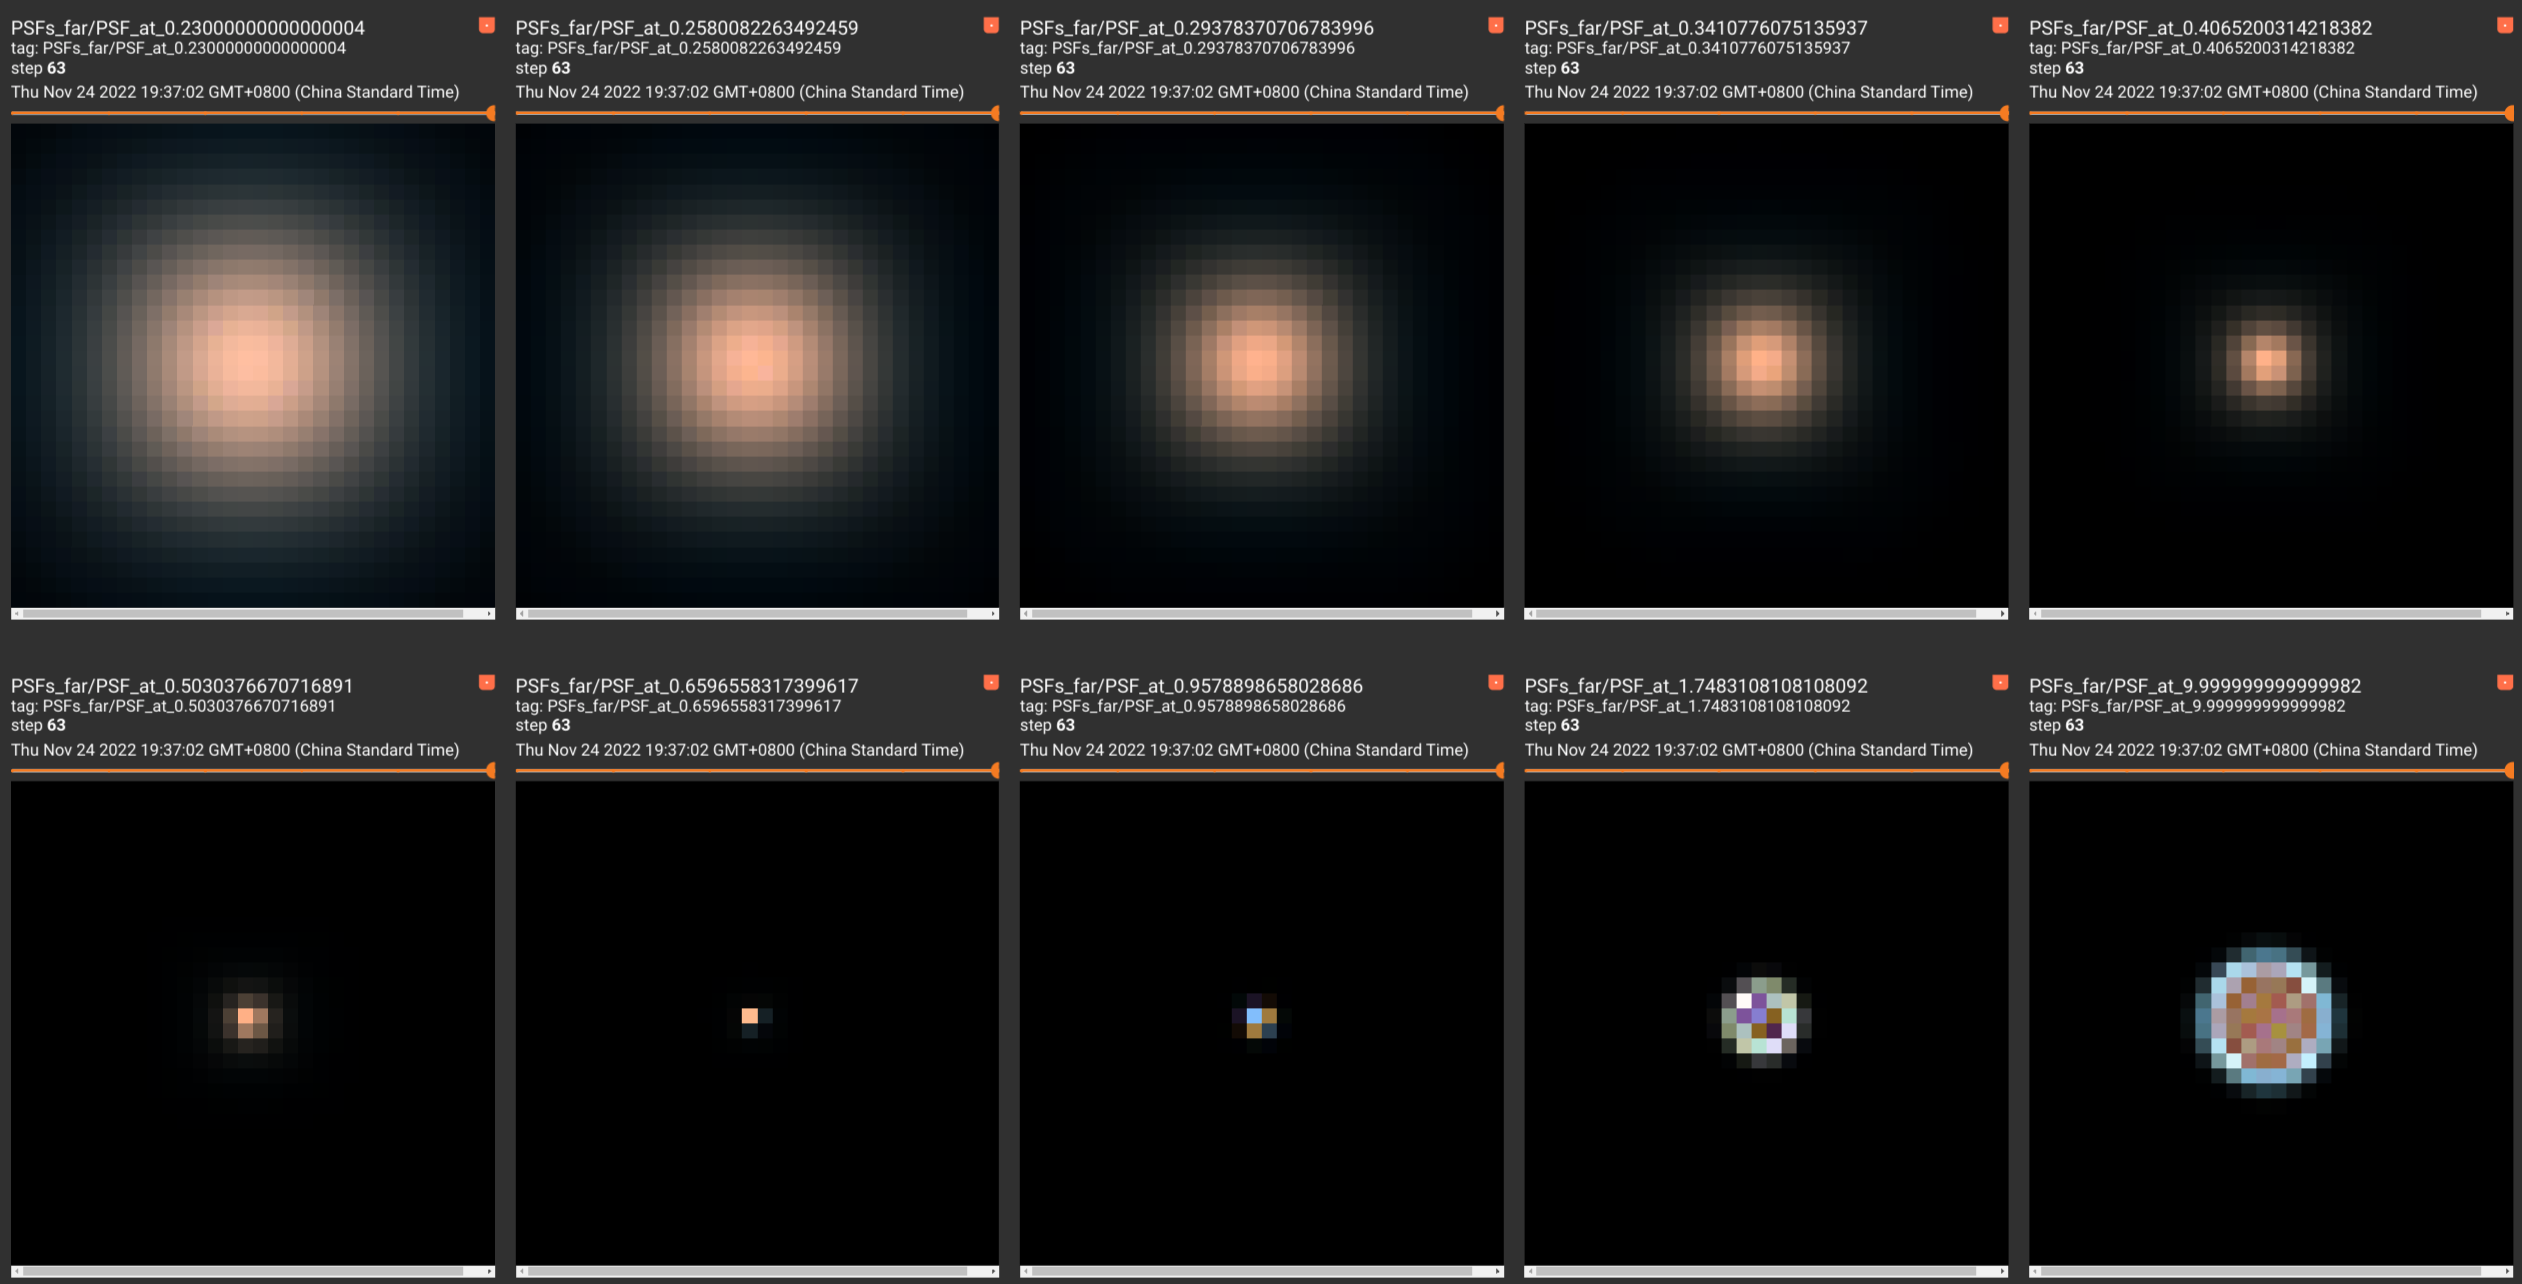 PSFs_far/PSF_at_0.23000000000000004
tag: PSFs_far/PSF_at_0.23000000000000004
step 63
Thu Nov 24 2022 19:37:02 GMT+0800 (China Standard Time)
PSFs_far/PSF_at_0.2580082263492459
tag: PSFs_far/PSF_at_0.2580082263492459
step 63
Thu Nov 24 2022 19:37:02 GMT+0800 (China Standard Time)
PSFs_far/PSF_at_0.29378370706783996
tag: PSFs_far/PSF_at_0.29378370706783996
step 63
Thu Nov 24 2022 19:37:02 GMT+0800 (China Standard Time)
PSFs_far/PSF_at_0.3410776075135937
tag: PSFs_far/PSF_at_0.3410776075135937
step 63
Thu Nov 24 2022 19:37:02 GMT+0800 (China Standard Time)
PSFs_far/PSF_at_0.4065200314218382
tag: PSFs_far/PSF_at_0.4065200314218382
step 63
Thu Nov 24 2022 19:37:02 GMT+0800 (China Standard Time)
PSFs_far/PSF_at_0.5030376670716891
tag: PSFs_far/PSF_at_0.5030376670716891
step 63
Thu Nov 24 2022 19:37:02 GMT+0800 (China Standard Time)
PSFs_far/PSF_at_0.6596558317399617
tag: PSFs_far/PSF_at_0.6596558317399617
step 63
Thu Nov 24 2022 19:37:02 GMT+0800 (China Standard Time)
PSFs_far/PSF_at_0.9578898658028686
tag: PSFs_far/PSF_at_0.9578898658028686
step 63
Thu Nov 24 2022 19:37:02 GMT+0800 (China Standard Time)
PSFs_far/PSF_at_1.7483108108108092
tag: PSFs_far/PSF_at_1.7483108108108092
step 63
Thu Nov 24 2022 19:37:02 GMT+0800 (China Standard Time)
PSFs_far/PSF_at_9.999999999999982
tag: PSFs_far/PSF_at_9.999999999999982
step 63
Thu Nov 24 2022 19:37:02 GMT+0800 (China Standard Time)